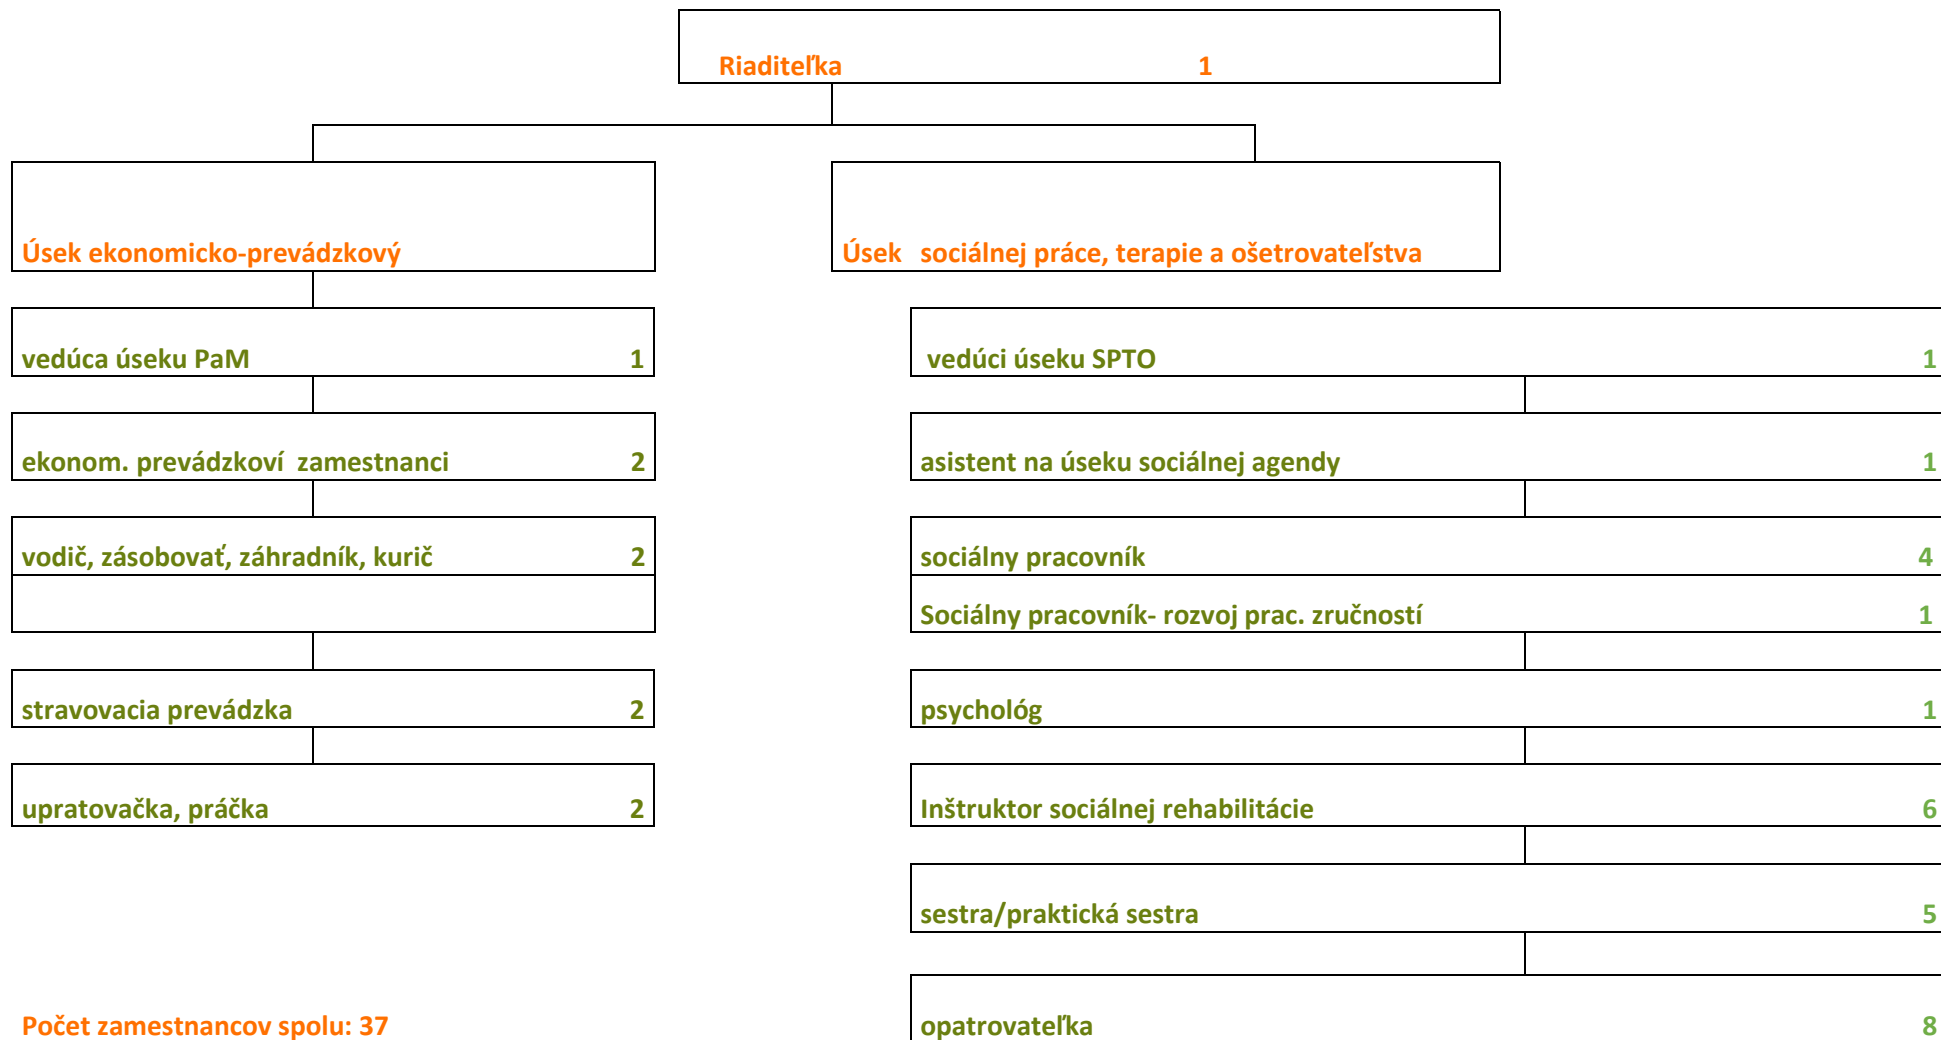 Riaditeľka 1
Úsek ekonomicko-prevádzkový
Úsek sociálnej práce, terapie a ošetrovateľstva
vedúca úseku PaM 1
ekonom. prevádzkoví zamestnanci 2
vodič, zásobovať, záhradník, kurič 2
stravovacia prevádzka 2
upratovačka, práčka 2
vedúci úseku SPTO 1
asistent na úseku sociálnej agendy 1
sociálny pracovník 4
Sociálny pracovník- rozvoj prac. zručností 1
psychológ 1
Inštruktor sociálnej rehabilitácie 6
sestra/praktická sestra 5
opatrovateľka 8
Počet zamestnancov spolu: 37